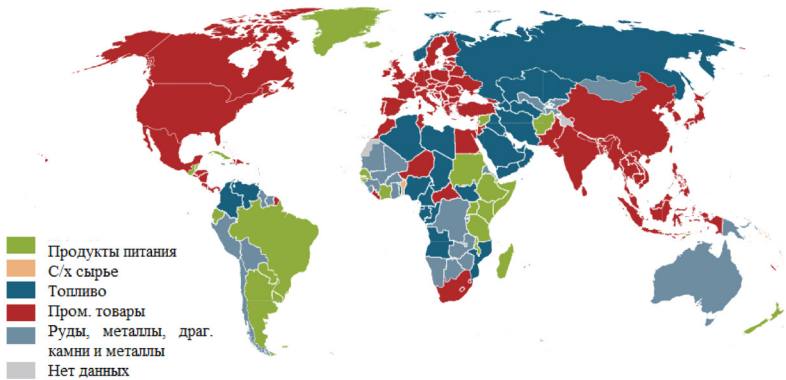 Продукты питания
С/х сырье
Топливо
Пром. товары
Руды, металлы, драг.
камни и металлы
Нет данных